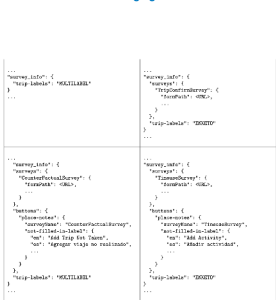 ...
"survey_info": {
"trip-labels": "MULTILABEL"
}
...
...
"survey_info": {
"surveys": {
"TripConfirmSurvey": {
"formPath": <URL>,
...
}
},
"trip-labels": "ENKETO"
}
...
...
"survey_info": {
"surveys": {
"CounterFactualSurvey": {
"formPath": <URL>,
...
}
},
"buttons": {
"place-notes": {
"surveyName": "CounterFactualSurvey",
"not-filled-in-label": {
"en": "Add Trip Not Taken",
"es": "Agregar viaje no realizado",
...
}
}
},
"trip-labels": "MULTILABEL"
}
...
...
"survey_info": {
"surveys": {
"TimeuseSurvey": {
"formPath": <URL>,
...
}
},
"buttons": {
"place-notes": {
"surveyName": "TimeuseSurvey",
"not-filled-in-label": {
"en": "Add Activity",
"es": "Añadir actividad",
...
}
}
},
"trip-labels": "ENKETO"
}
...